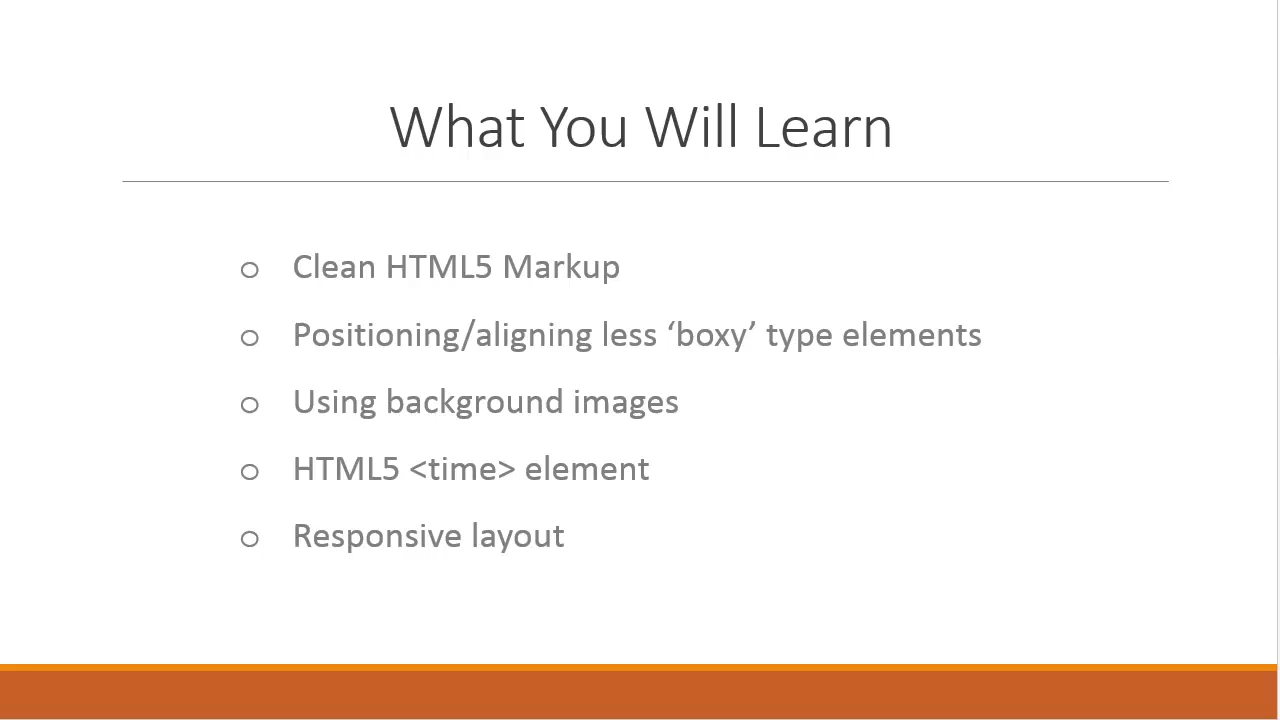 What You Will Learn
o Clean HTML5 Markup
o Positioning/aligning less ‘boxy’ type elements
o Using background images
o HTML5 <time> element
o Responsive layout